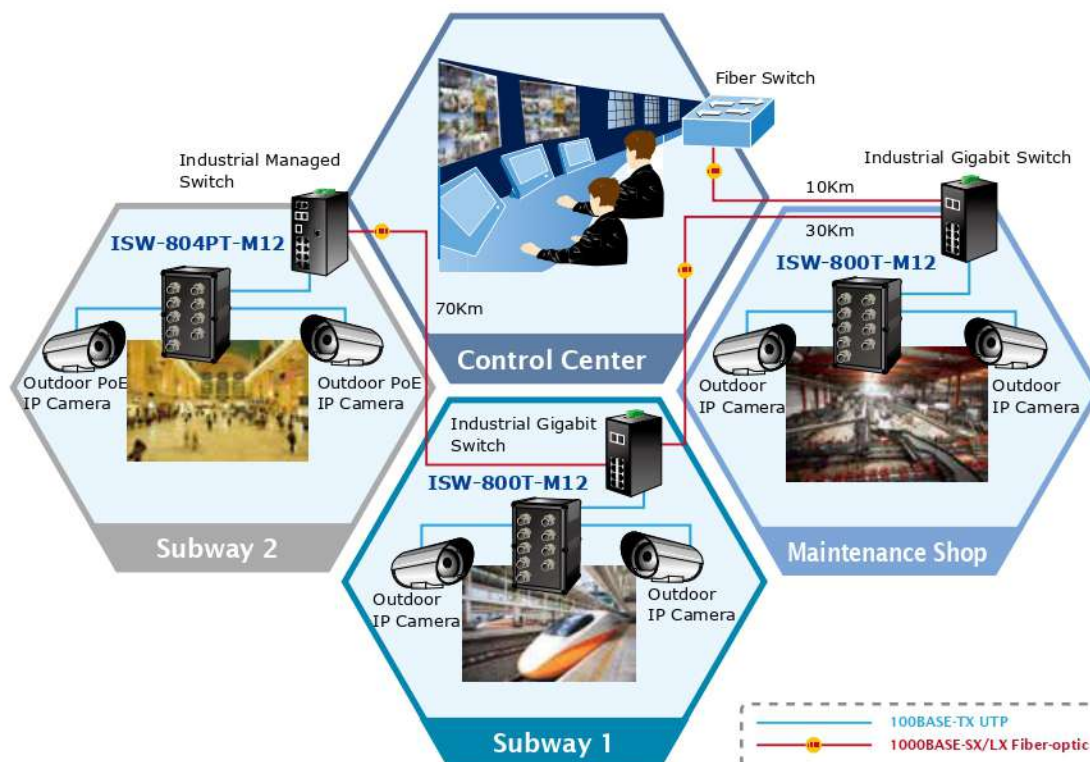 Fiber Switch
Industrial Managed
Switch
Industrial Gigabit Switch
10Km
30Km
ISW-804PT-M12
ISW-800T-M12
70Km
Control Center
Outdoor PoE
IP Camera
Outdoor PoE
IP Camera
Outdoor
IP Camera
Outdoor
IP Camera
Industrial Gigabit
Switch
ISW-800T-M12
Subway 2
Maintenance Shop
Outdoor
IP Camera
Outdoor
IP Camera
Subway 1
100BASE-TX UTP
1000BASE-SX/LX Fiber-optic